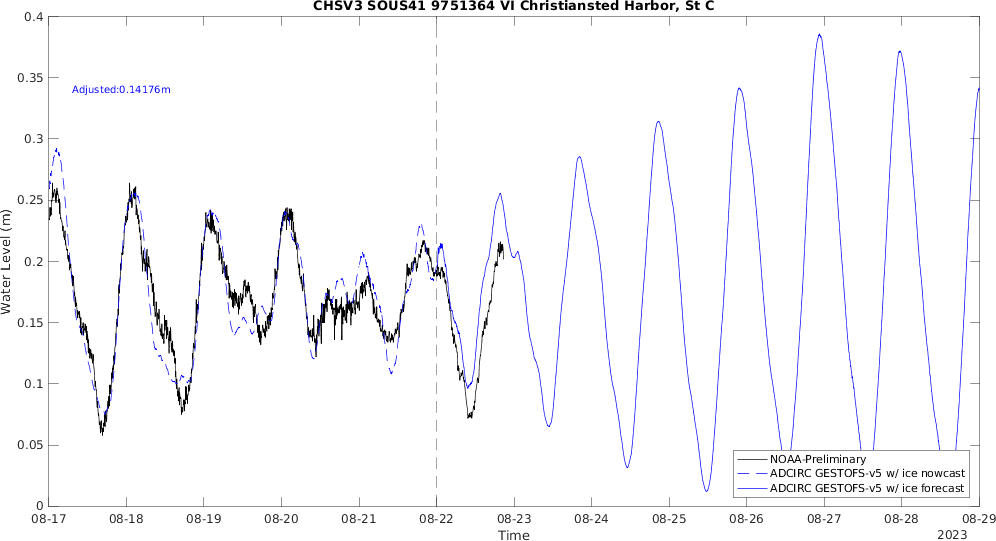 CHSV3 SOUS41 9751364 VI Christiansted Harbor, St C
0.4
0.35
0.3
0.25
0.2
0.15
0.1
0.05
0
Water Level (m)
Adjusted:0.14176m
NOAA-Preliminary
ADCIRC GESTOFS-v5 w/ ice nowcast
ADCIRC GESTOFS-v5 w/ ice forecast
08-17 08-18 08-19 08-20 08-21 08-22 08-23 08-24 08-25 08-26 08-27 08-28 08-29
Time
2023